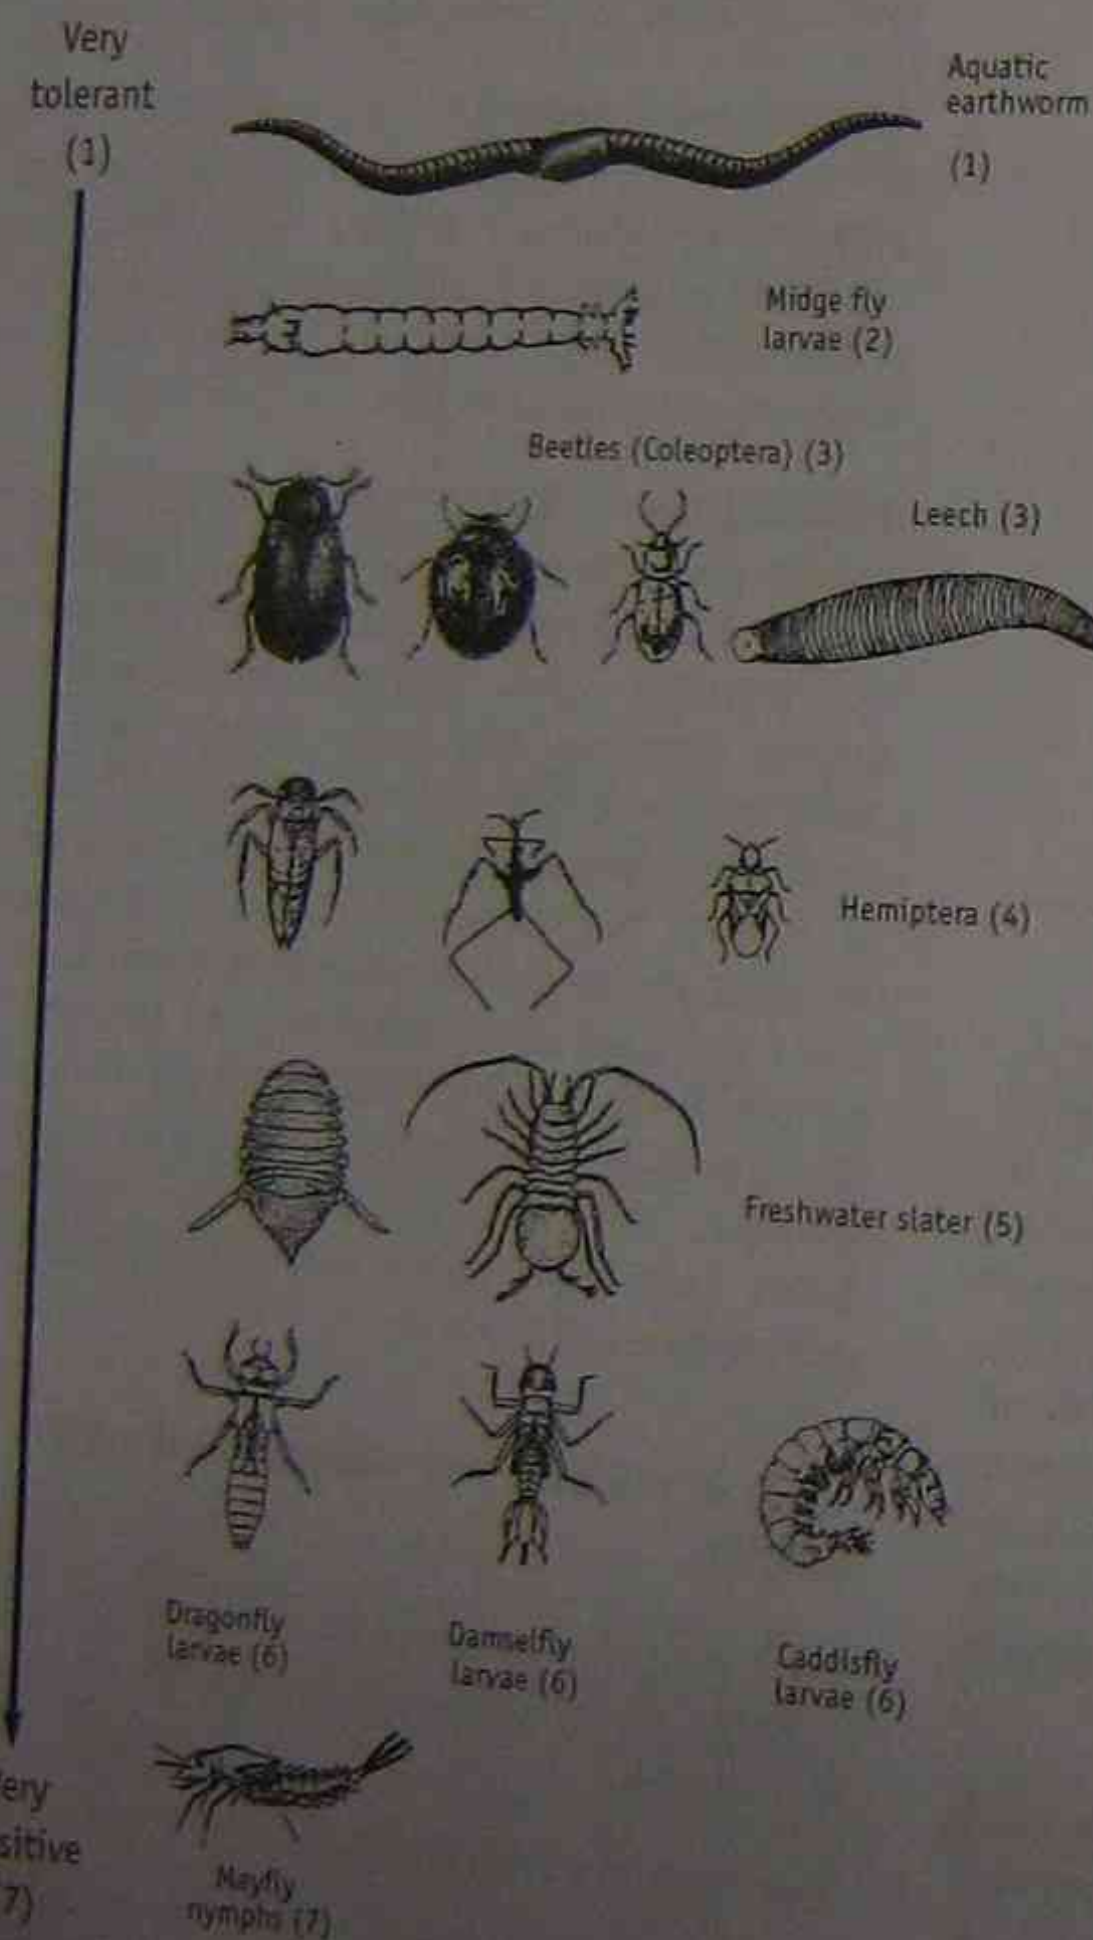 Very
tolerant
(1)
Aquatic
earthworm
(1)
Midge fly
larvae (2)
Beetles (Coleoptera) (3)
Leech (3)
Hemiptera (4)
Freshwater slater (5)
Dragonfly
larvae (6)
Damselfly
larvae (6)
Caddisfly
larvae (6)
ery
sitive
7)
Mayfly
nymphs (7)